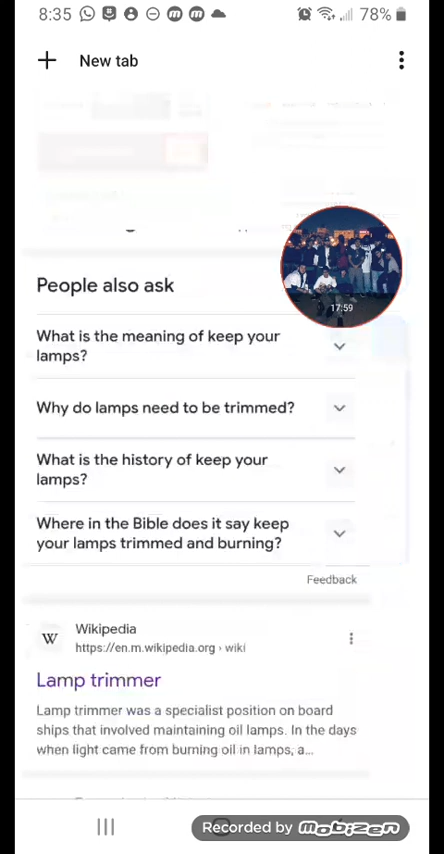 8:35 78%
New tab
17:59
People also ask
What is the meaning of keep your
lamps?
Why do lamps need to be trimmed?
What is the history of keep your
lamps?
Where in the Bible does it say keep
your lamps trimmed and burning?
Feedback
W Wikipedia
https://en.m.wikipedia.org › wiki
Lamp trimmer
Lamp trimmer was a specialist position on board
ships that involved maintaining oil lamps. In the days
when light came from burning oil in lamps, a...
Recorded by mobizen